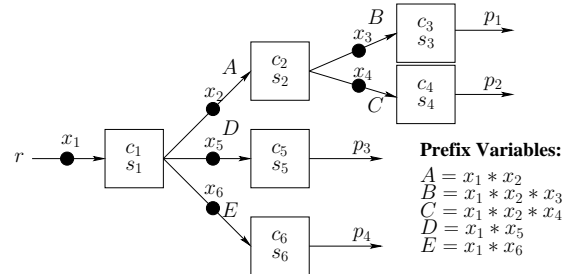 B
x₃
c₃
s₃
p₁
A
c₂
s₂
x₄
C
c₄
s₄
p₂
x₂
D
r
x₁
c₁
s₁
x₅
c₅
s₅
p₃
x₆
E
c₆
s₆
p₄
Prefix Variables:
A = x₁ * x₂
B = x₁ * x₂ * x₃
C = x₁ * x₂ * x₄
D = x₁ * x₅
E = x₁ * x₆